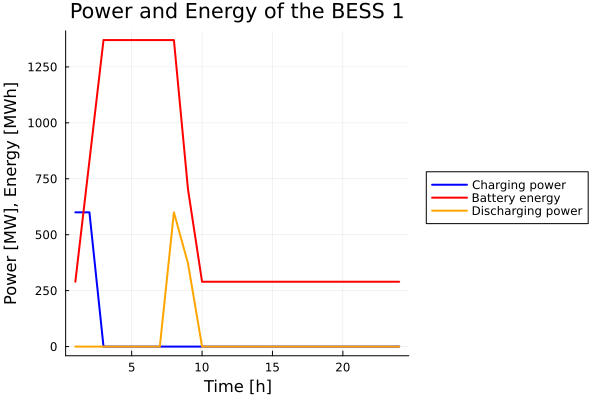 Power and Energy of the BESS 1
Power [MW], Energy [MWh]
1250
1000
750
500
250
0
5
10
15
20
Time [h]
Charging power
Battery energy
Discharging power